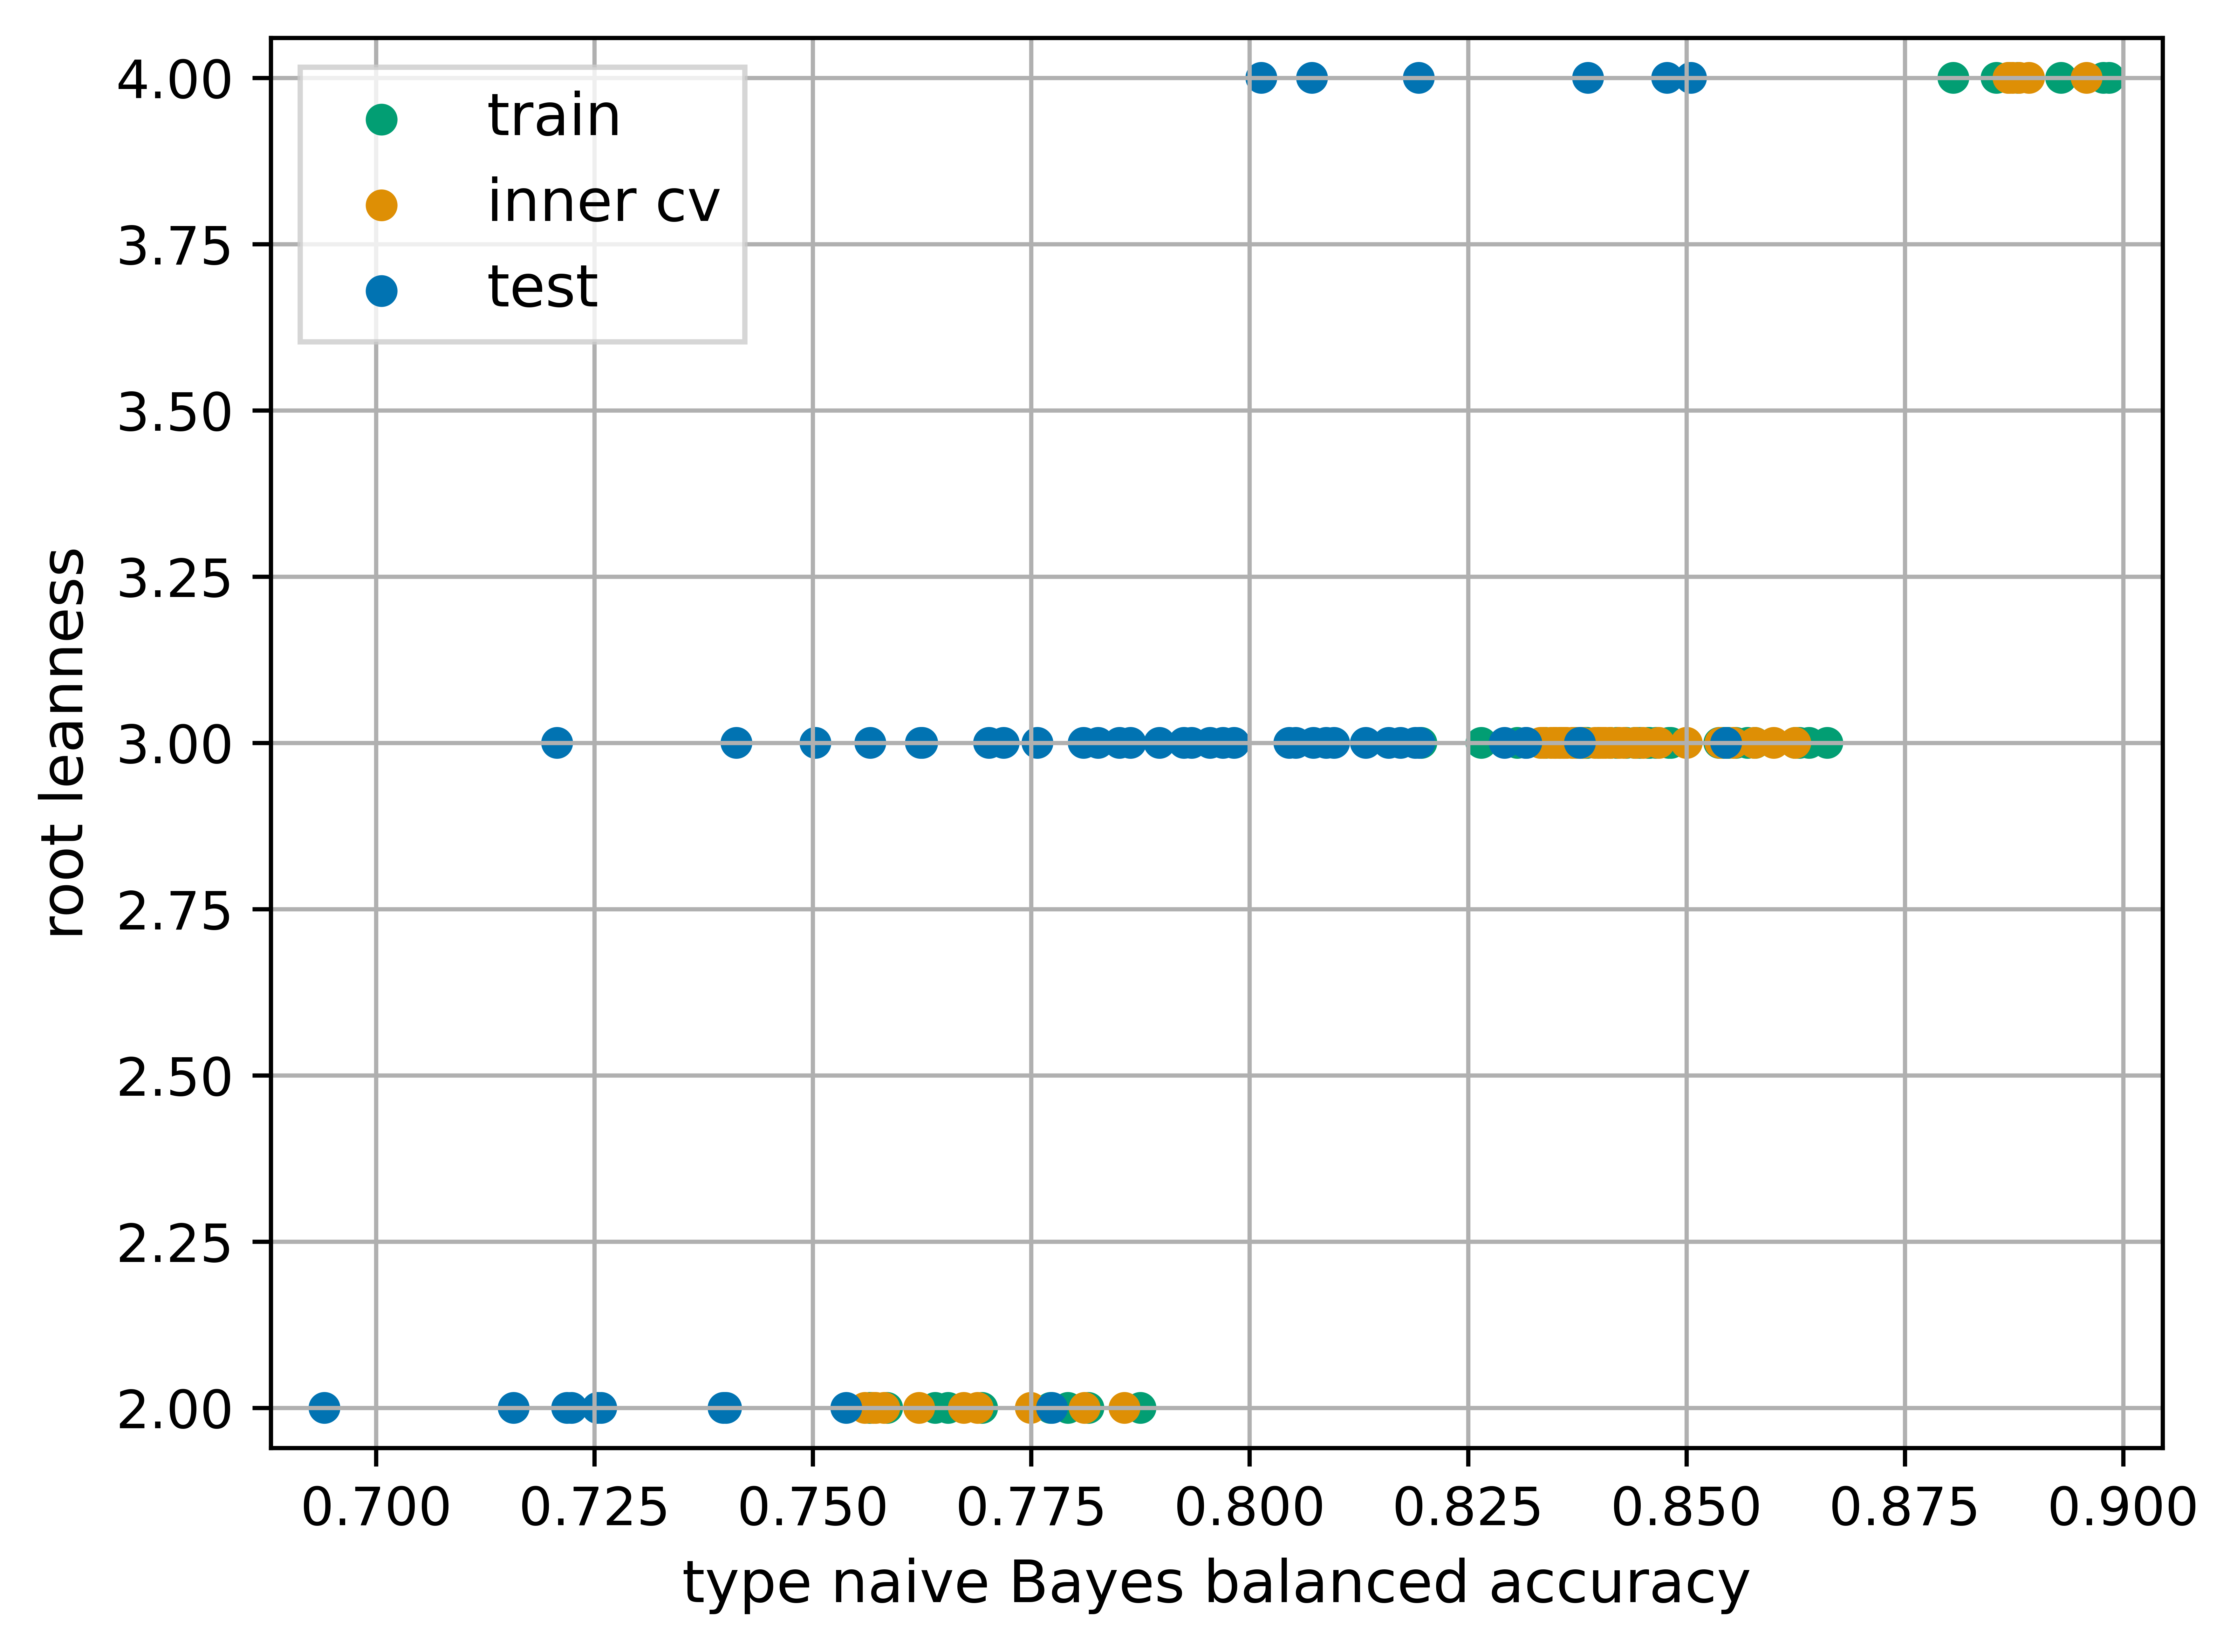 4.00
3.75
3.50
3.25
3.00
2.75
2.50
2.25
2.00
root leanness
train
inner cv
test
0.700 0.725 0.750 0.775 0.800 0.825 0.850 0.875 0.900
type naive Bayes balanced accuracy